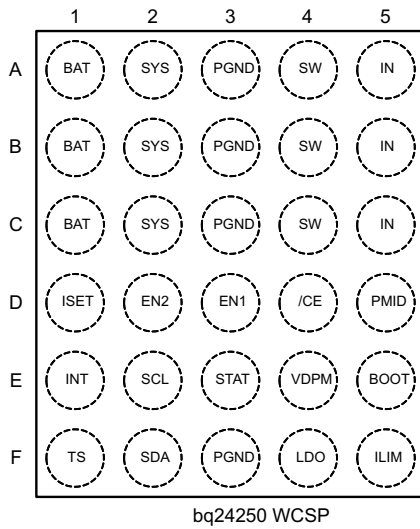 1 2 3 4 5
A BAT SYS PGND SW IN
B BAT SYS PGND SW IN
C BAT SYS PGND SW IN
D ISET EN2 EN1 /CE PMID
E INT SCL STAT VDPM BOOT
F TS SDA PGND LDO ILIM
bq24250 WCSP